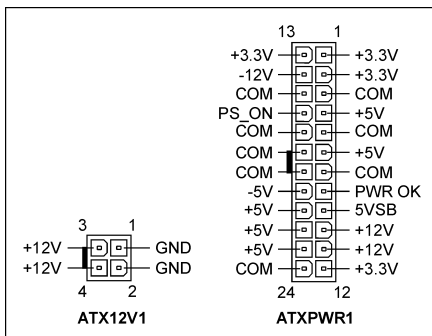 13 1
+3.3V +3.3V
-12V +3.3V
COM COM
PS_ON +5V
COM COM
COM +5V
COM COM
-5V PWR OK
+5V 5VSB
+5V +12V
+5V +12V
COM +3.3V
24 12
ATXPWR1
3 1
+12V GND
+12V GND
4 2
ATX12V1